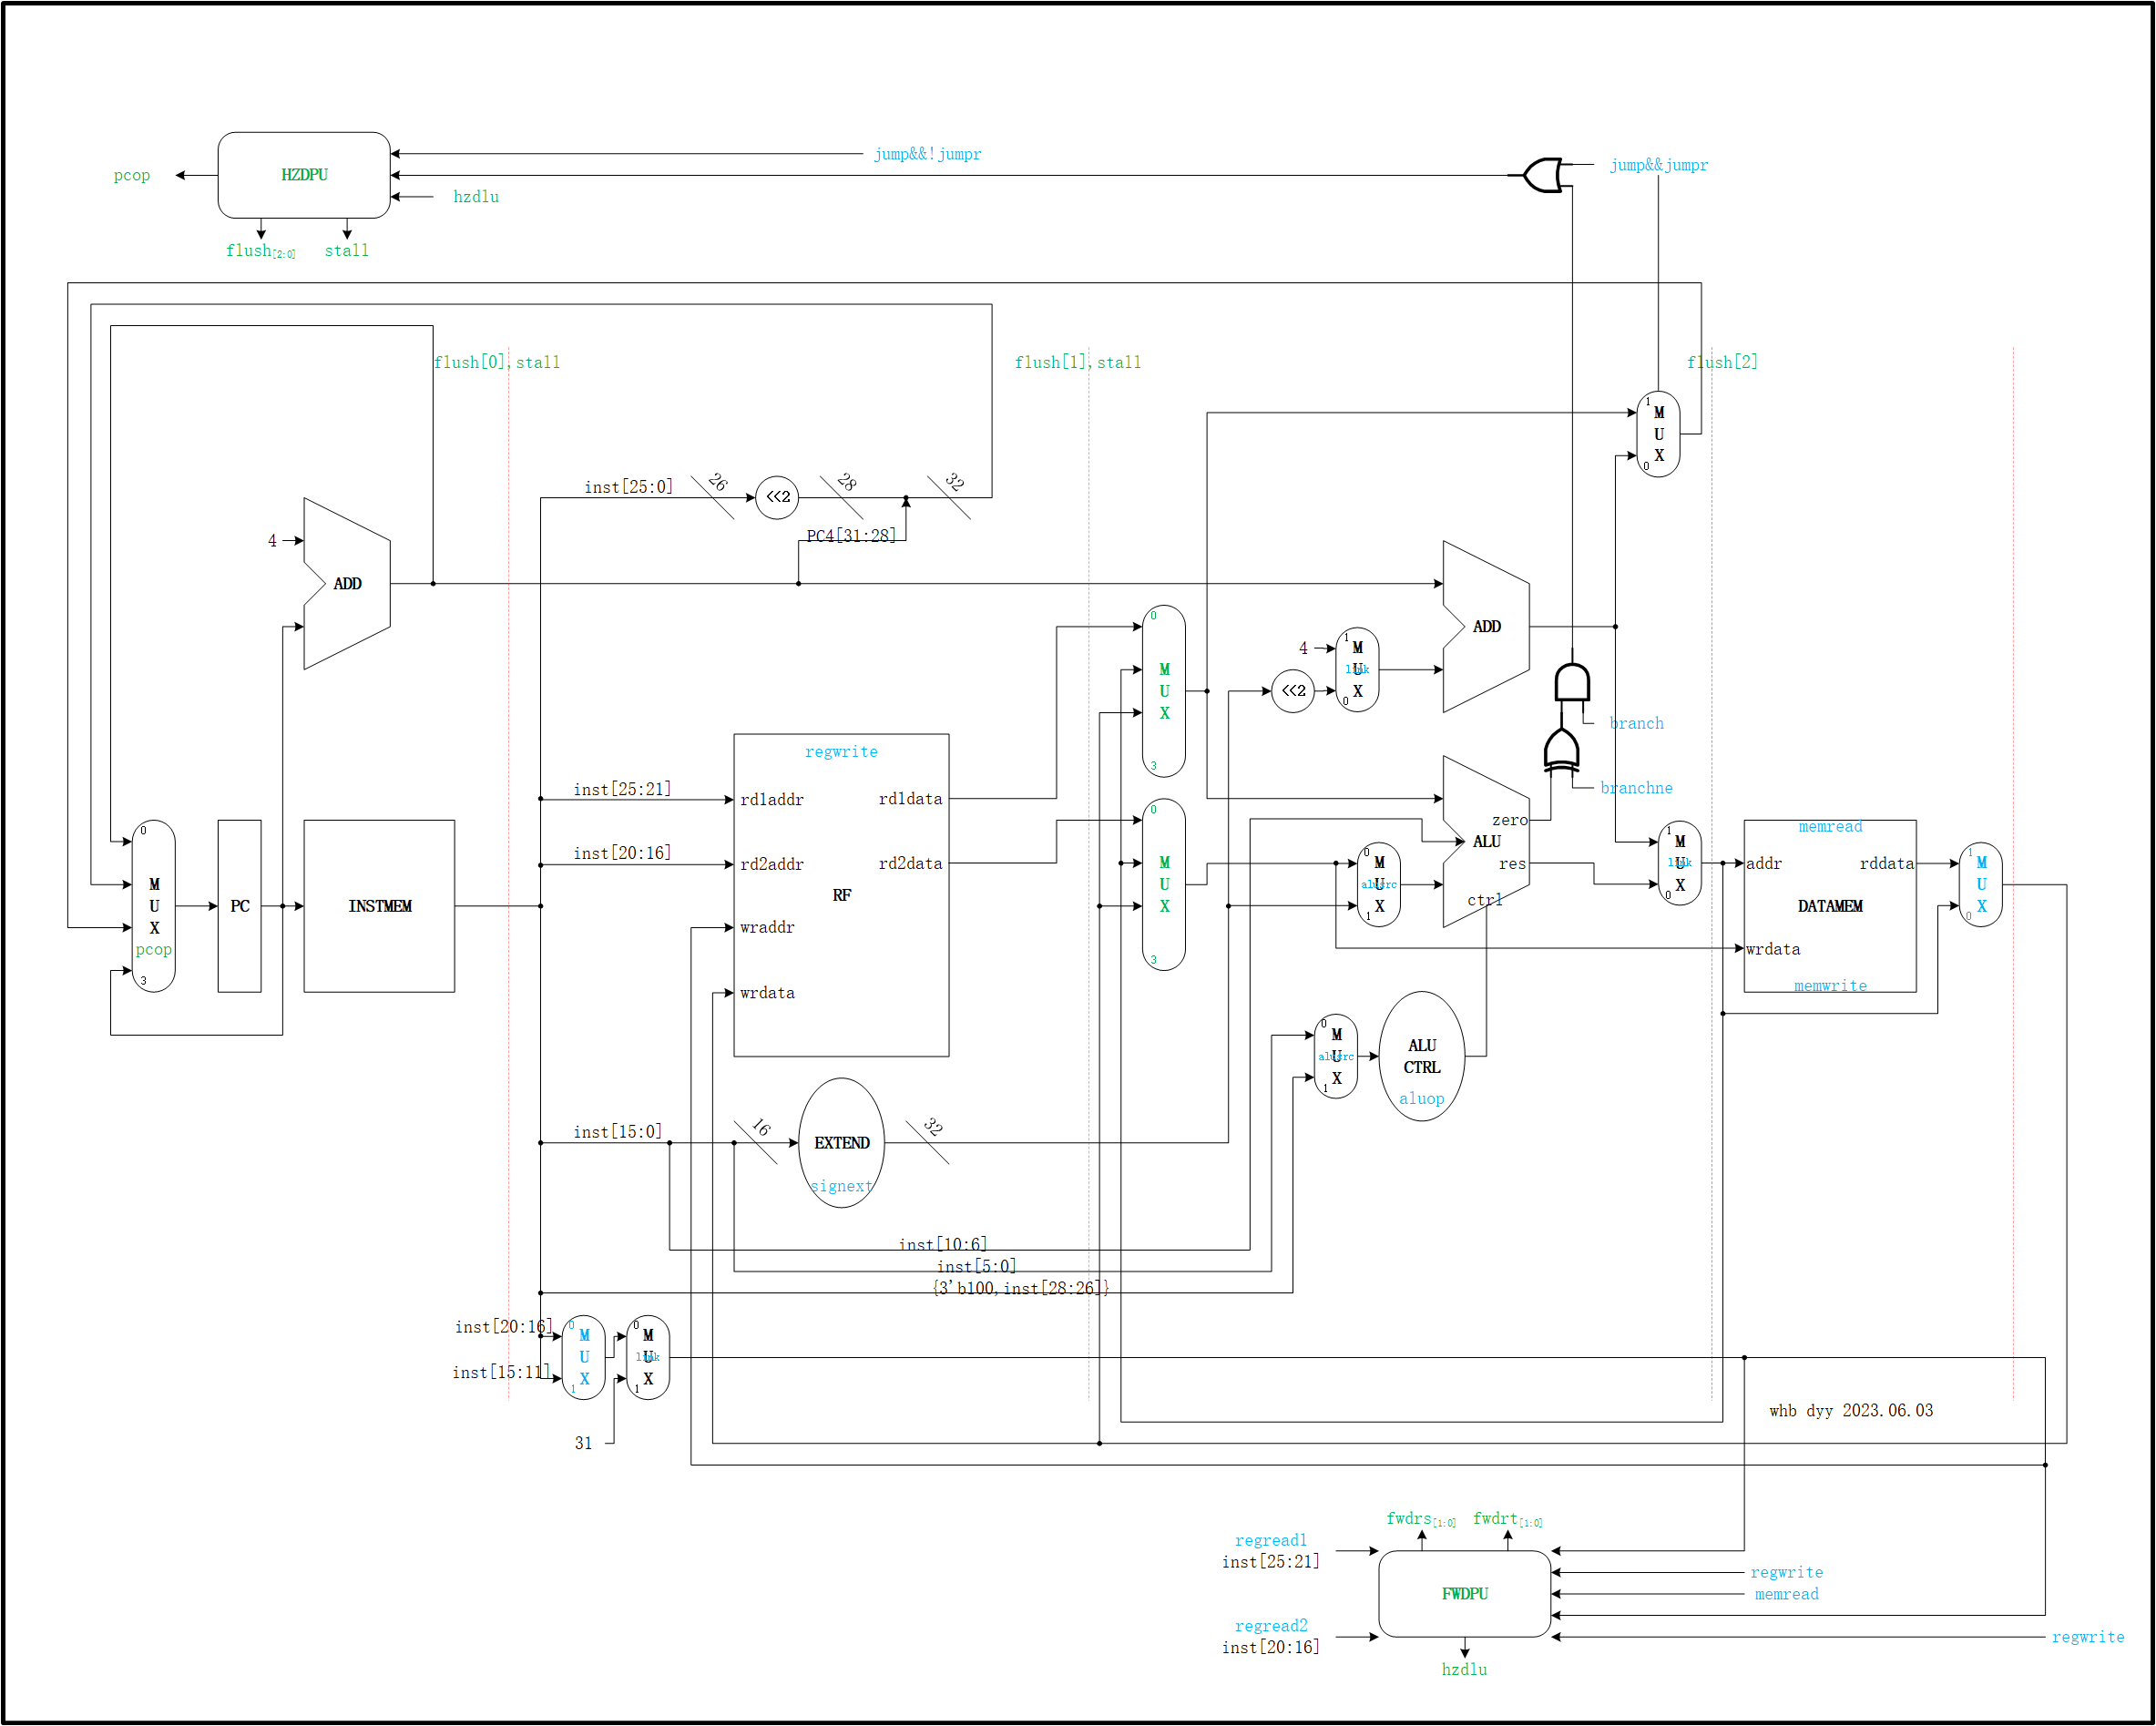 jump&&!jumpr
jump&&jumpr
pcop
HZDPU
hzdlu
flush[2:0]
stall
flush[0],stall
flush[1],stall
flush[2]
1
M
U
X
0
inst[25:0]
26
<<2
28
32
PC4[31:28]
4
ADD
ADD
0
M
U
X
3
4
1
M
U
link
X
0
<<2
branch
branchne
regwrite
inst[25:21]
rd1addr
rd1data
inst[20:16]
rd2addr
rd2data
RF
wraddr
wrdata
0
M
U
X
3
0
M
U
X
pcop
3
PC
INSTMEM
zero
ALU
res
ctrl
0
M
U
alusrc
X
1
1
M
U
link
X
0
memread
addr
rddata
DATAMEM
wrdata
memwrite
1
M
U
X
0
0
M
U
alusrc
X
1
ALU
CTRL
aluop
inst[15:0]
16
EXTEND
32
signext
inst[10:6]
inst[5:0]
{3'b100,inst[28:26]}
inst[20:16]
inst[15:11]
0
M
U
X
1
0
M
U
link
X
1
31
whb dyy 2023.06.03
fwdrs[1:0]
fwdrt[1:0]
regread1
inst[25:21]
regwrite
FWDPU
memread
regread2
inst[20:16]
regwrite
hzdlu